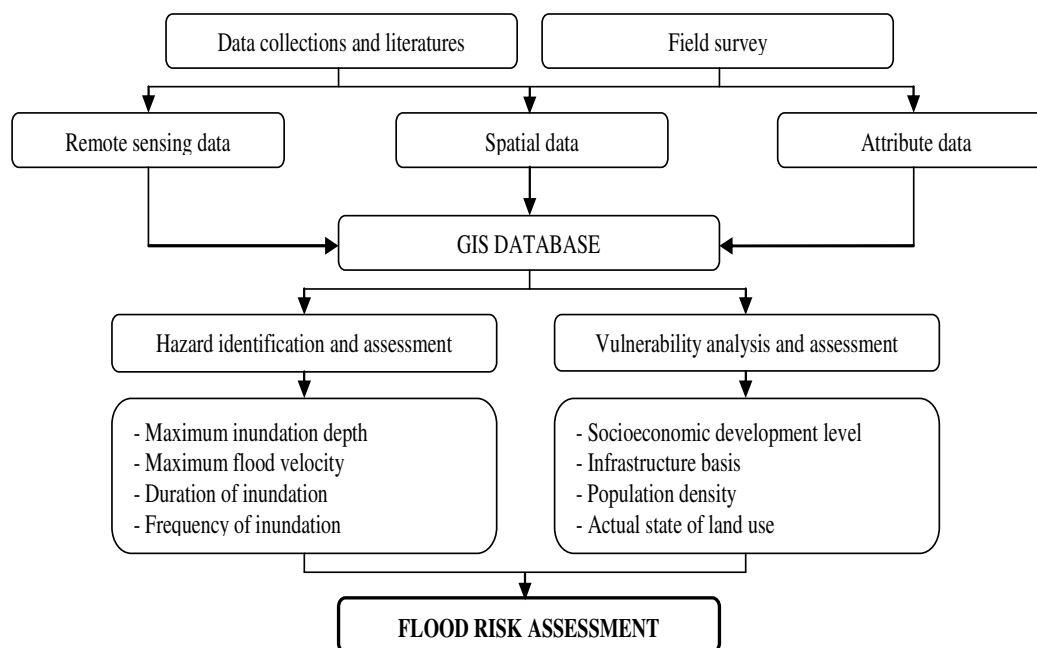 Data collections and literatures
Field survey
Remote sensing data
Spatial data
Attribute data
GIS DATABASE
Hazard identification and assessment
Vulnerability analysis and assessment
- Maximum inundation depth
- Maximum flood velocity
- Duration of inundation
- Frequency of inundation
- Socioeconomic development level
- Infrastructure basis
- Population density
- Actual state of land use
FLOOD RISK ASSESSMENT